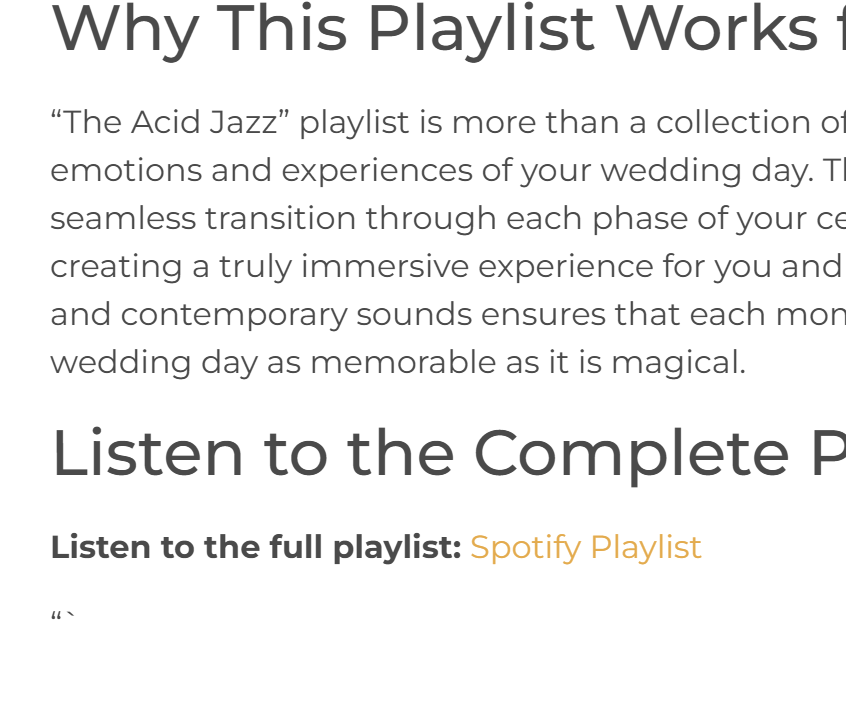 Why This Playlist Works f
“The Acid Jazz” playlist is more than a collection of
emotions and experiences of your wedding day. Th
seamless transition through each phase of your ce
creating a truly immersive experience for you and
and contemporary sounds ensures that each mom
wedding day as memorable as it is magical.
Listen to the Complete P
Listen to the full playlist: Spotify Playlist
“`